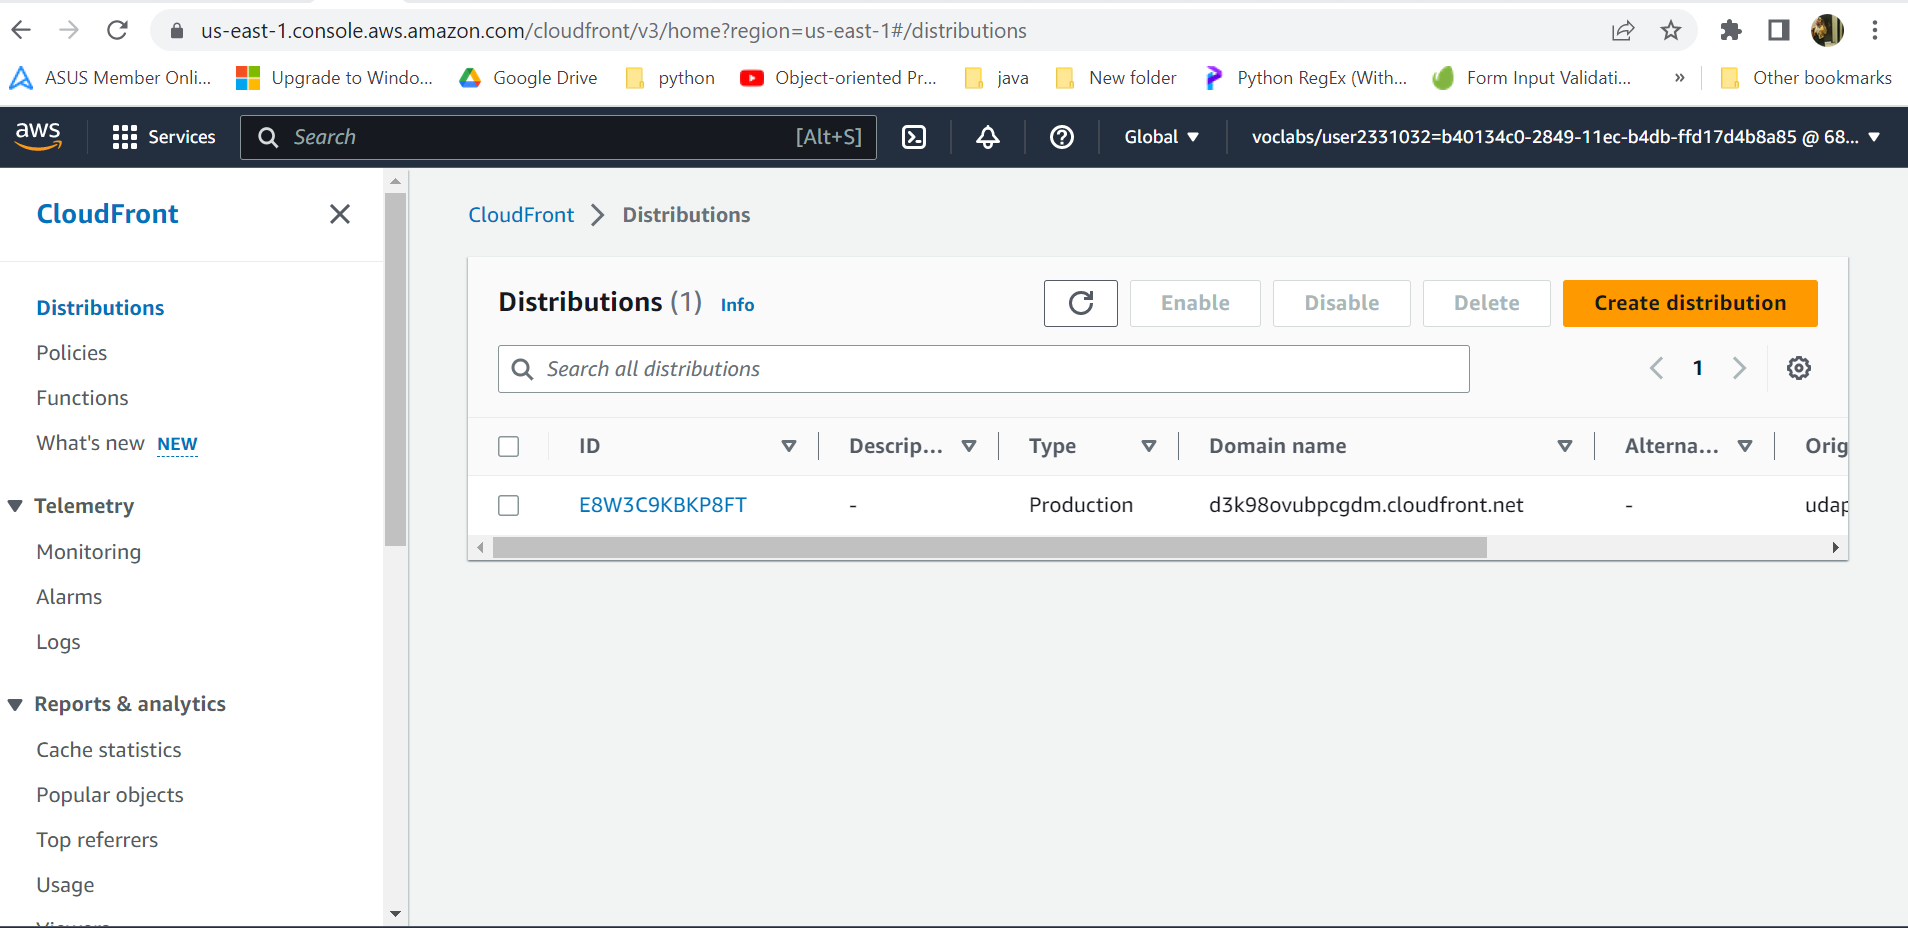 us-east-1.console.aws.amazon.com/cloudfront/v3/home?region=us-east-1#/distributions
ASUS Member Onli... Upgrade to Windo... Google Drive python Object-oriented Pr... java New folder Python RegEx (With... Form Input Validati... » Other bookmarks
aws Services Search [Alt+S] Global voclabs/user2331032=b40134c0-2849-11ec-b4db-ffd17d4b8a85 @ 68...
CloudFront
Distributions
Policies
Functions
What's new NEW
Telemetry
Monitoring
Alarms
Logs
Reports & analytics
Cache statistics
Popular objects
Top referrers
Usage
Viewers
CloudFront > Distributions
Distributions (1) Info Enable Disable Delete Create distribution
Search all distributions 1
ID Descrip... Type Domain name Alterna... Orig
E8W3C9KBKP8FT - Production d3k98ovubpcgdm.cloudfront.net - udap